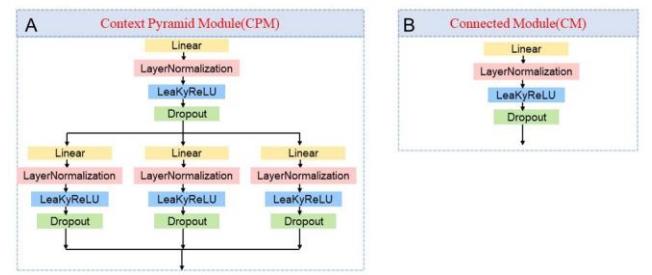 A
Context Pyramid Module(CPM)
Linear
LayerNormalization
LeaKyReLU
Dropout
Linear Linear Linear
LayerNormalization LayerNormalization LayerNormalization
LeaKyReLU LeaKyReLU LeaKyReLU
Dropout Dropout Dropout
B
Connected Module(CM)
Linear
LayerNormalization
LeaKyReLU
Dropout